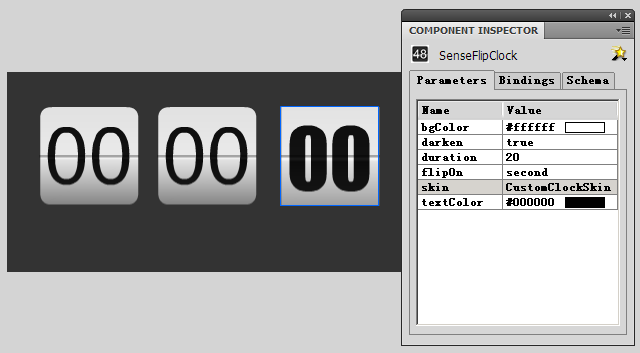 COMPONENT INSPECTOR
48 SenseFlipClock
Parameters Bindings Schema
Name Value
bgColor #ffffff
darken true
duration 20
flipOn second
skin CustomClockSkin
textColor #000000
00 00 00